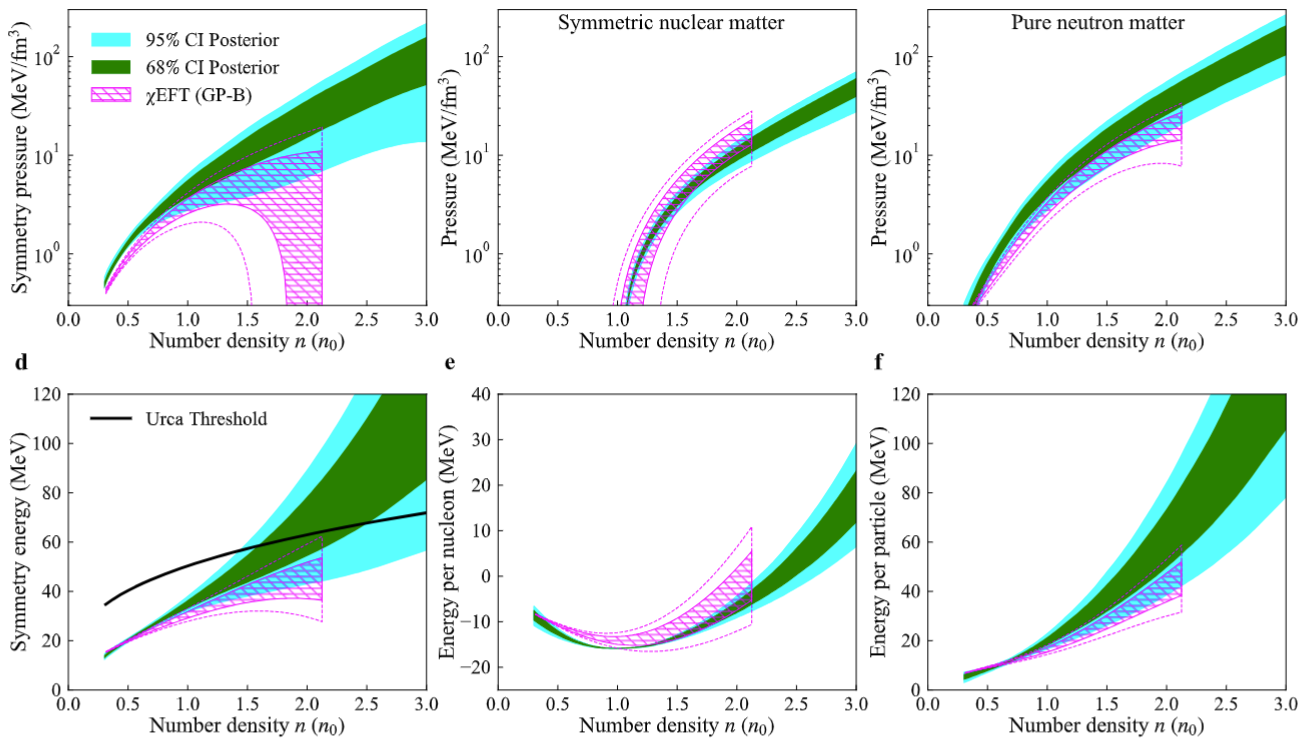 Symmetric nuclear matter
Pure neutron matter
95% CI Posterior
68% CI Posterior
χEFT (GP-B)
Symmetry pressure (MeV/fm³)
10²
10¹
10⁰
0.0 0.5 1.0 1.5 2.0 2.5 3.0
Number density n (n₀)
Pressure (MeV/fm³)
10²
10¹
10⁰
0.0 0.5 1.0 1.5 2.0 2.5 3.0
Number density n (n₀)
Pressure (MeV/fm³)
10²
10¹
10⁰
0.0 0.5 1.0 1.5 2.0 2.5 3.0
Number density n (n₀)
d
Urca Threshold
Symmetry energy (MeV)
120
100
80
60
40
20
0
0.0 0.5 1.0 1.5 2.0 2.5 3.0
Number density n (n₀)
e
Energy per nucleon (MeV)
40
30
20
10
0
−10
−20
0.0 0.5 1.0 1.5 2.0 2.5 3.0
Number density n (n₀)
f
Energy per particle (MeV)
120
100
80
60
40
20
0
0.0 0.5 1.0 1.5 2.0 2.5 3.0
Number density n (n₀)